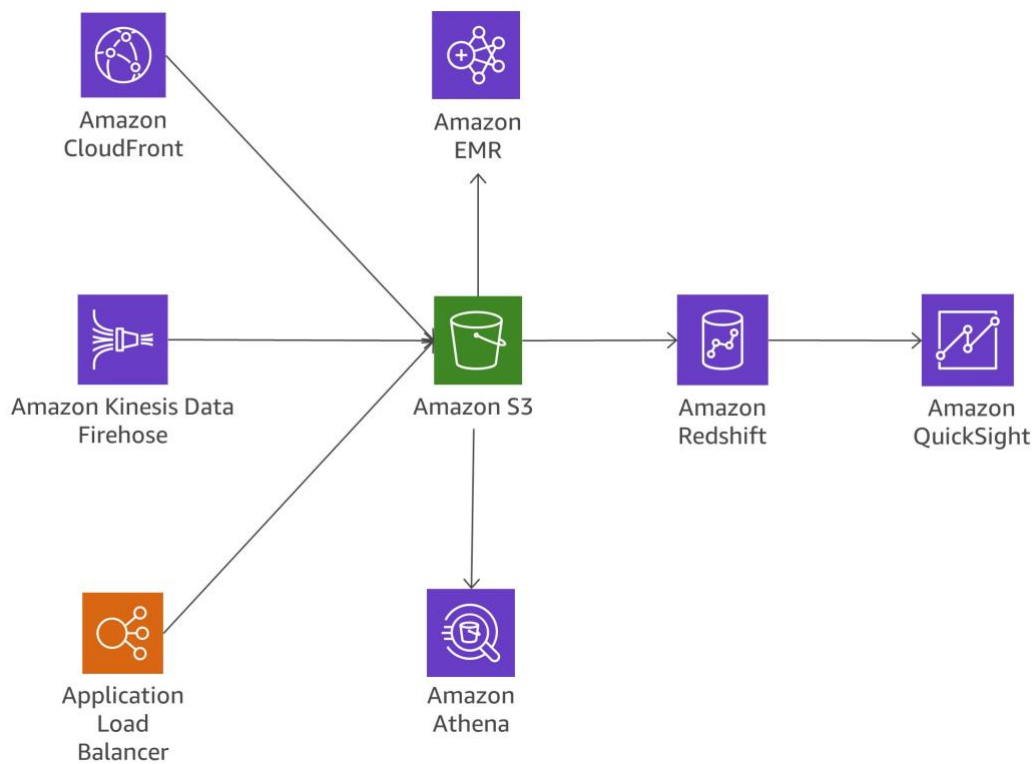 Amazon
CloudFront
Amazon
EMR
Amazon Kinesis Data
Firehose
Amazon S3
Amazon
Redshift
Amazon
QuickSight
Application
Load
Balancer
Amazon
Athena